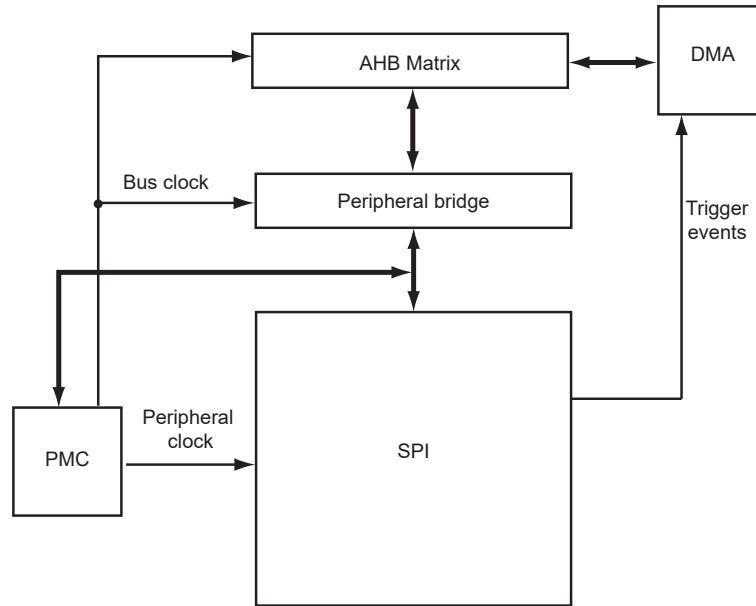 AHB Matrix
DMA
Bus clock
Peripheral bridge
Trigger
events
Peripheral
clock
PMC
SPI